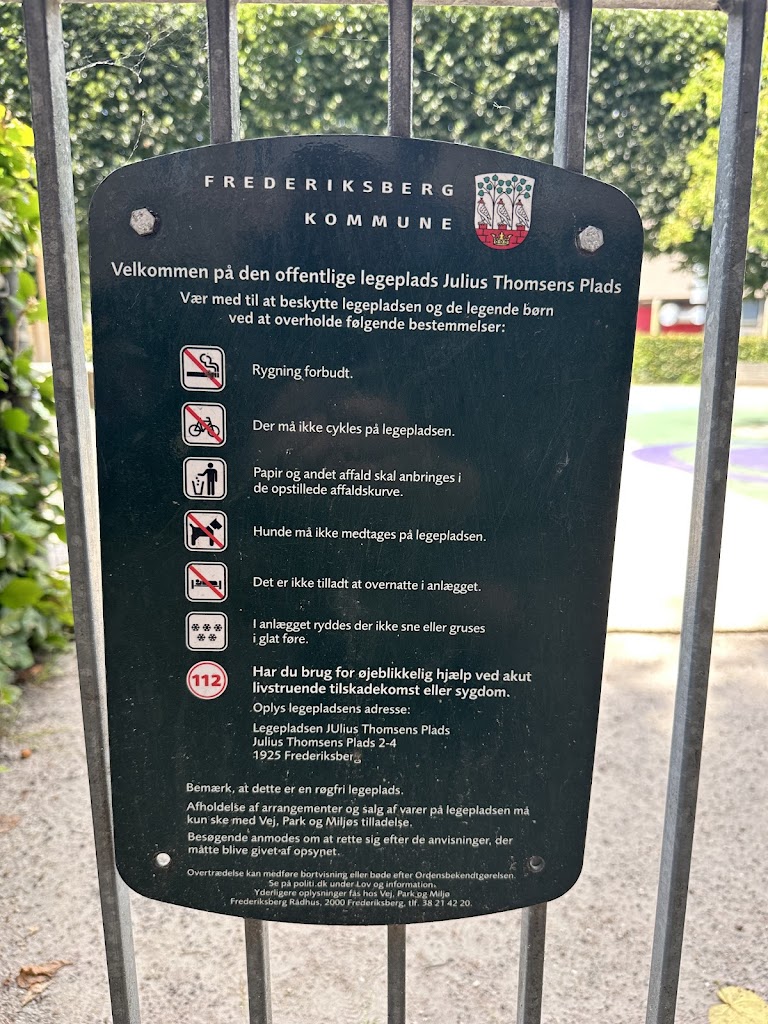 FREDERIKSBERG
KOMMUNE
Velkommen på den offentlige legeplads Julius Thomsens Plads
Vær med til at beskytte legepladsen og de legende børn
ved at overholde følgende bestemmelser:
Rygning forbudt.
Der må ikke cykles på legepladsen.
Papir og andet affald skal anbringes i
de opstillede affaldskurve.
Hunde må ikke medtages på legepladsen.
Det er ikke tilladt at overnatte i anlægget.
I anlægget ryddes der ikke sne eller gruses
i glat føre.
112
Har du brug for øjeblikkelig hjælp ved akut
livstruende tilskadekomst eller sygdom.
Oplys legepladsens adresse:
Legepladsen JUlius Thomsens Plads
Julius Thomsens Plads 2-4
1925 Frederiksberg
Bemærk, at dette er en røgfri legeplads.
Afholdelse af arrangementer og salg af varer på legepladsen må
kun ske med Vej, Park og Miljøs tilladelse.
Besøgende anmodes om at rette sig efter de anvisninger, der
måtte blive givet af opsynet.
Overtrædelse kan medføre bortvisning eller bøde efter Ordensbekendtgørelsen.
Se på politi.dk under Lov og information.
Yderligere oplysninger fås hos Vej, Park og Miljø
Frederiksberg Rådhus, 2000 Frederiksberg, tlf. 38 21 42 20.